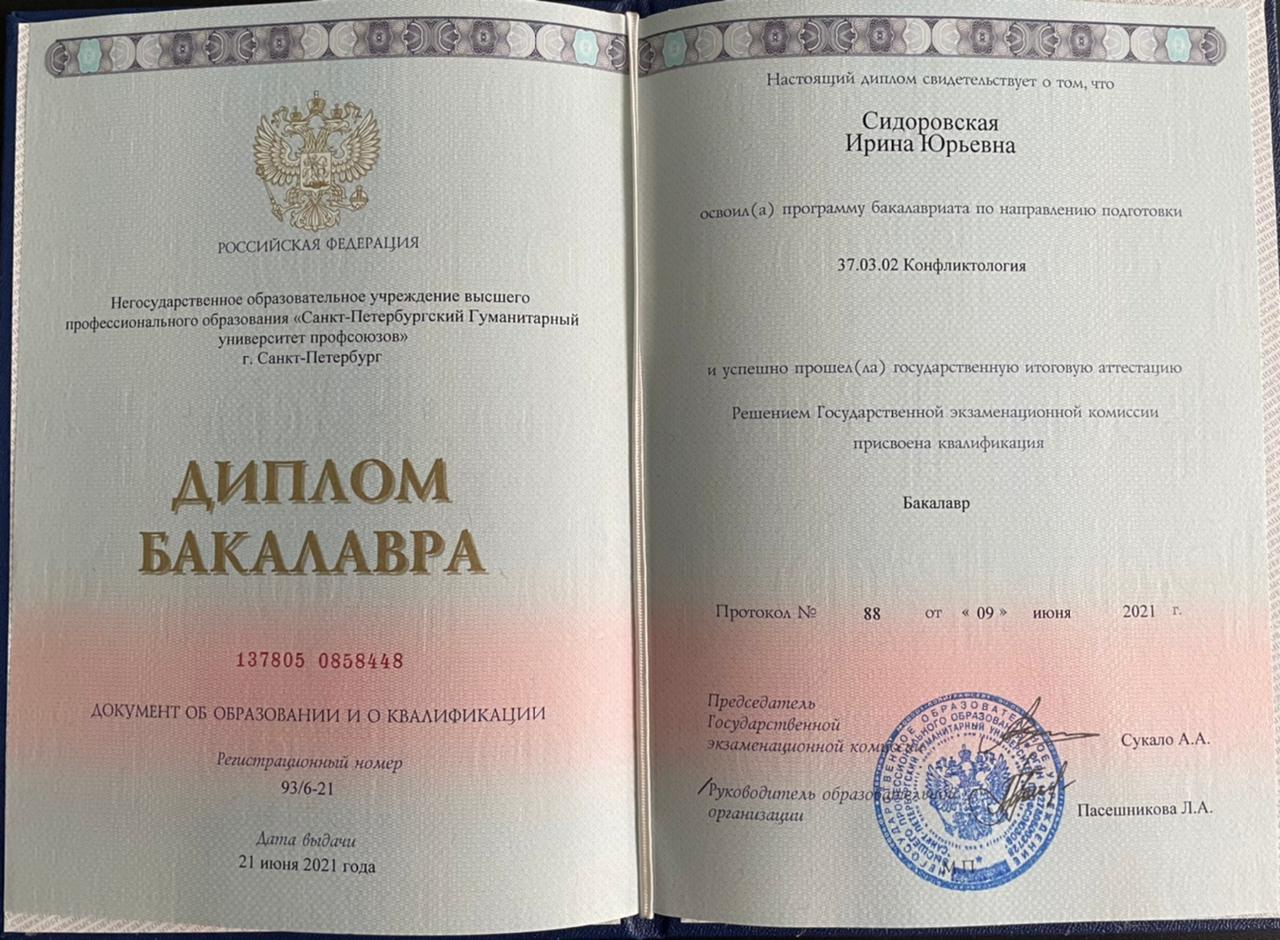 РОССИЙСКАЯ ФЕДЕРАЦИЯ
Негосударственное образовательное учреждение высшего
профессионального образования «Санкт-Петербургский Гуманитарный
университет профсоюзов»
г. Санкт-Петербург
ДИПЛОМ
БАКАЛАВРА
137805 0858448
ДОКУМЕНТ ОБ ОБРАЗОВАНИИ И О КВАЛИФИКАЦИИ
Регистрационный номер
93/6-21
Дата выдачи
21 июня 2021 года
Настоящий диплом свидетельствует о том, что
Сидоровская
Ирина Юрьевна
освоил(а) программу бакалавриата по направлению подготовки
37.03.02 Конфликтология
и успешно прошел(ла) государственную итоговую аттестацию
Решением Государственной экзаменационной комиссии
присвоена квалификация
Бакалавр
Протокол № 88 от « 09 » июня 2021 г.
Председатель
Государственной
экзаменационной комиссии
Сукало А.А.
Руководитель образовательной
организации
Пасешникова Л.А.
М.П.